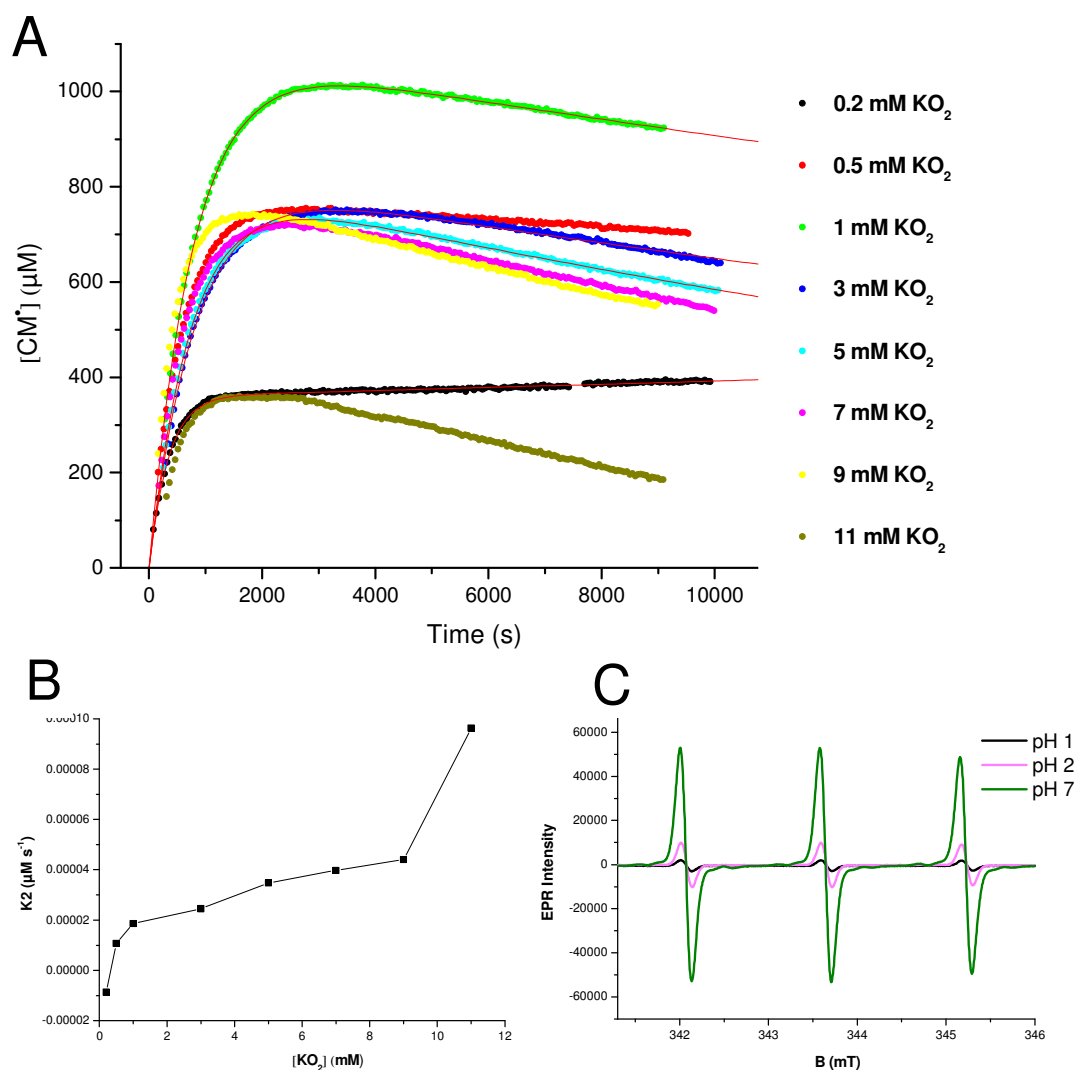 A
[CM•] (µM)
1000
800
600
400
200
0
0 2000 4000 6000 8000 10000
Time (s)
0.2 mM KO2
0.5 mM KO2
1 mM KO2
3 mM KO2
5 mM KO2
7 mM KO2
9 mM KO2
11 mM KO2
B
K2 (µM s-1)
0.00010
0.00008
0.00006
0.00004
0.00002
0.00000
-0.00002
0 2 4 6 8 10 12
[KO2] (mM)
C
EPR Intensity
60000
40000
20000
0
-20000
-40000
-60000
342 343 344 345 346
B (mT)
pH 1
pH 2
pH 7